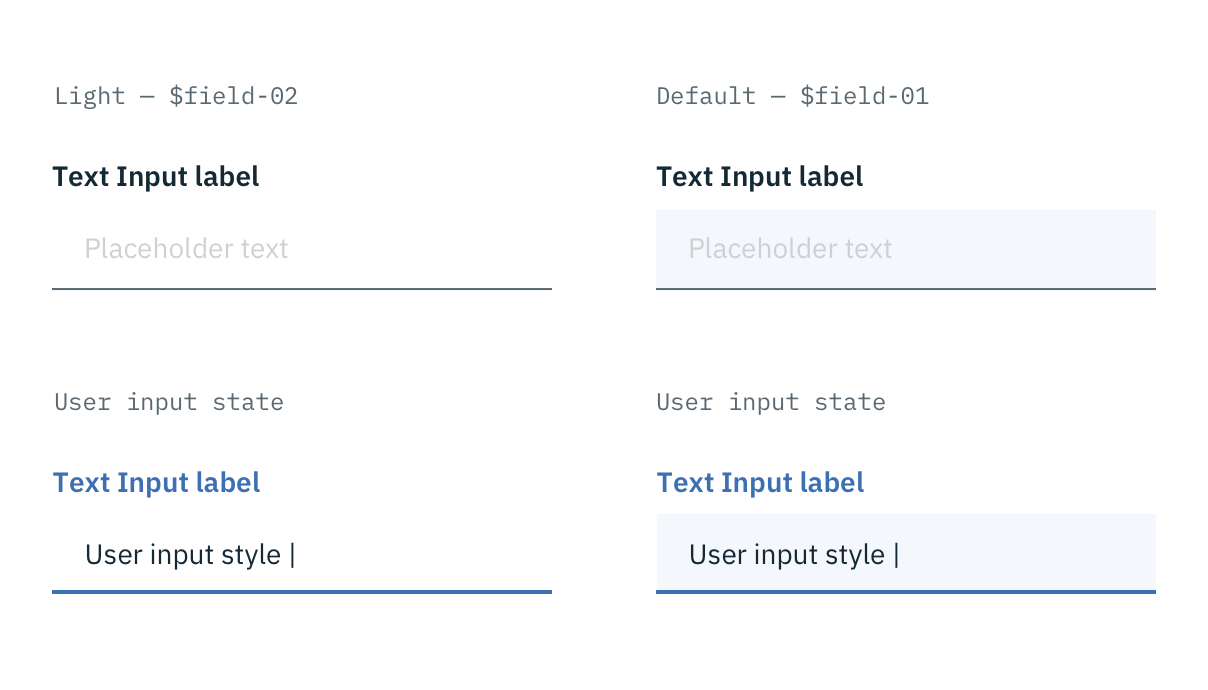 Light — $field-02
Default — $field-01
Text Input label
Text Input label
Placeholder text
Placeholder text
User input state
User input state
Text Input label
Text Input label
User input style |
User input style |